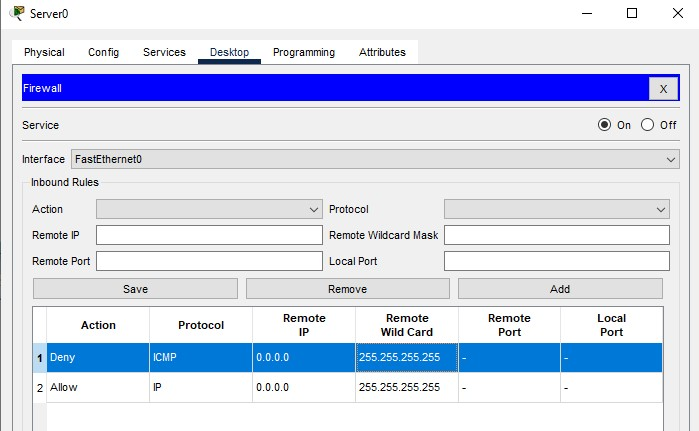 Server0
Physical Config Services Desktop Programming Attributes
Firewall X
Service On Off
Interface FastEthernet0
Inbound Rules
Action Protocol
Remote IP Remote Wildcard Mask
Remote Port Local Port
Save Remove Add
Action Protocol Remote IP Remote Wild Card Remote Port Local Port
1 Deny ICMP 0.0.0.0 255.255.255.255 - -
2 Allow IP 0.0.0.0 255.255.255.255 - -